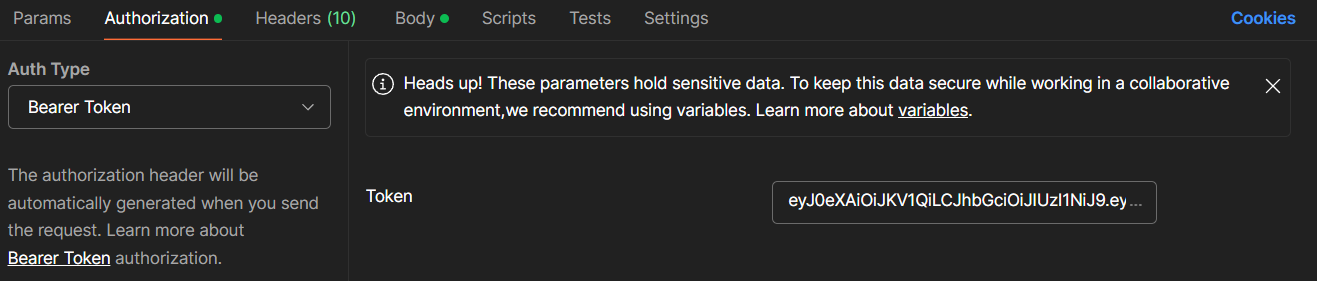 Params Authorization Headers (10) Body Scripts Tests Settings Cookies
Auth Type
Bearer Token
The authorization header will be
automatically generated when you send
the request. Learn more about
Bearer Token authorization.
Heads up! These parameters hold sensitive data. To keep this data secure while working in a collaborative
environment,we recommend using variables. Learn more about variables.
Token
eyJ0eXAiOiJKV1QiLCJhbGciOiJIUzI1NiJ9.ey...